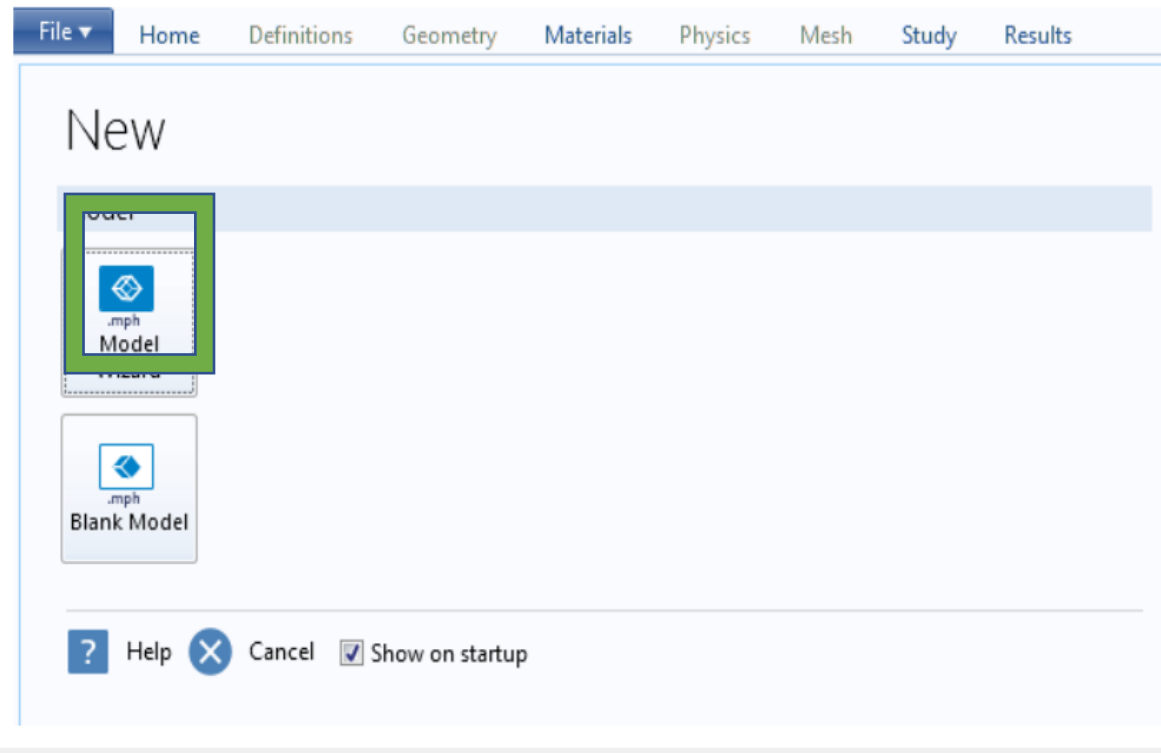 File Home Definitions Geometry Materials Physics Mesh Study Results
New
.mph
Model
.mph
Blank Model
? Help Cancel Show on startup